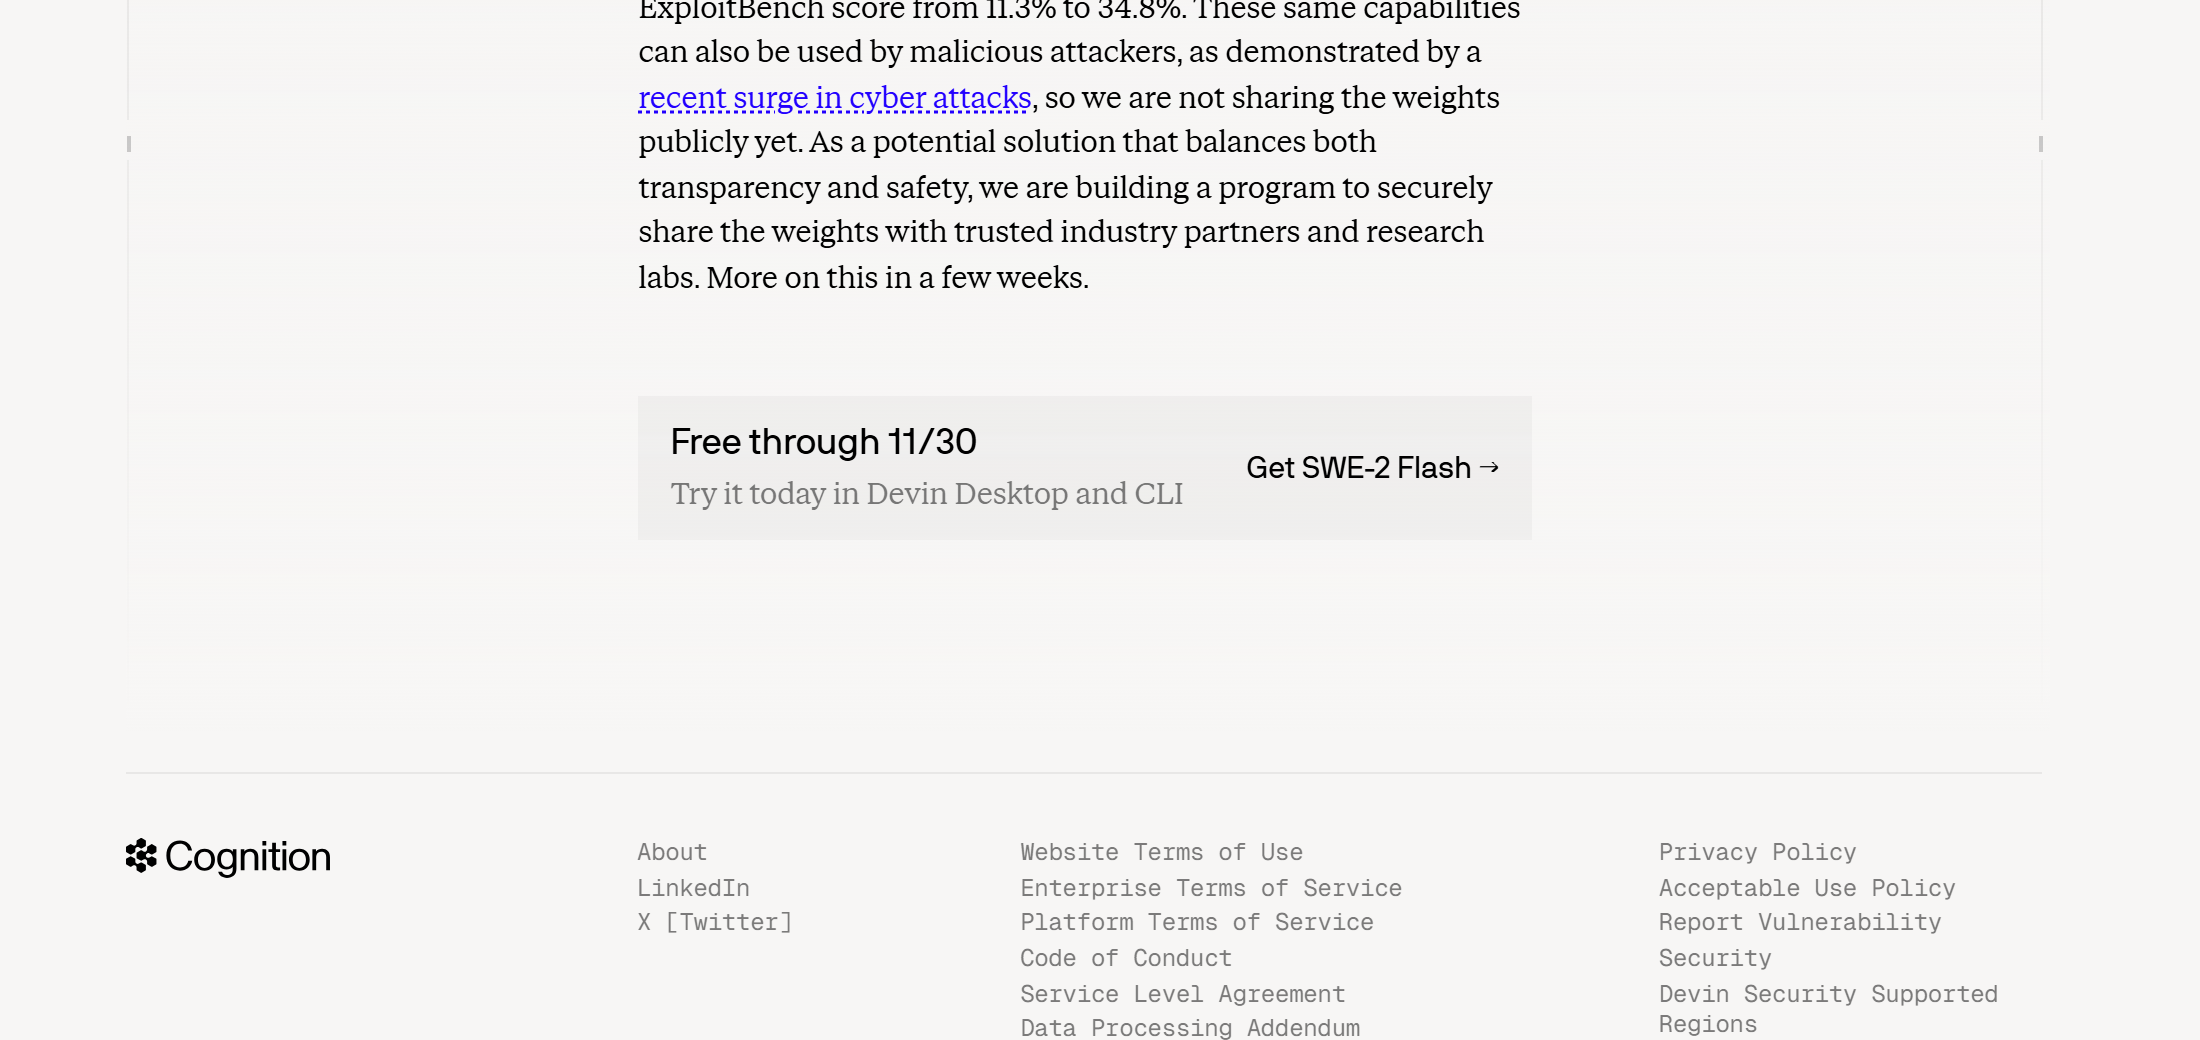 ExploitBench score from 11.3% to 34.8%. These same capabilities
can also be used by malicious attackers, as demonstrated by a
recent surge in cyber attacks, so we are not sharing the weights
publicly yet. As a potential solution that balances both
transparency and safety, we are building a program to securely
share the weights with trusted industry partners and research
labs. More on this in a few weeks.
Free through 11/30
Try it today in Devin Desktop and CLI
Get SWE-2 Flash →
Cognition
About
LinkedIn
X [Twitter]
Website Terms of Use
Enterprise Terms of Service
Platform Terms of Service
Code of Conduct
Service Level Agreement
Data Processing Addendum
Privacy Policy
Acceptable Use Policy
Report Vulnerability
Security
Devin Security Supported
Regions